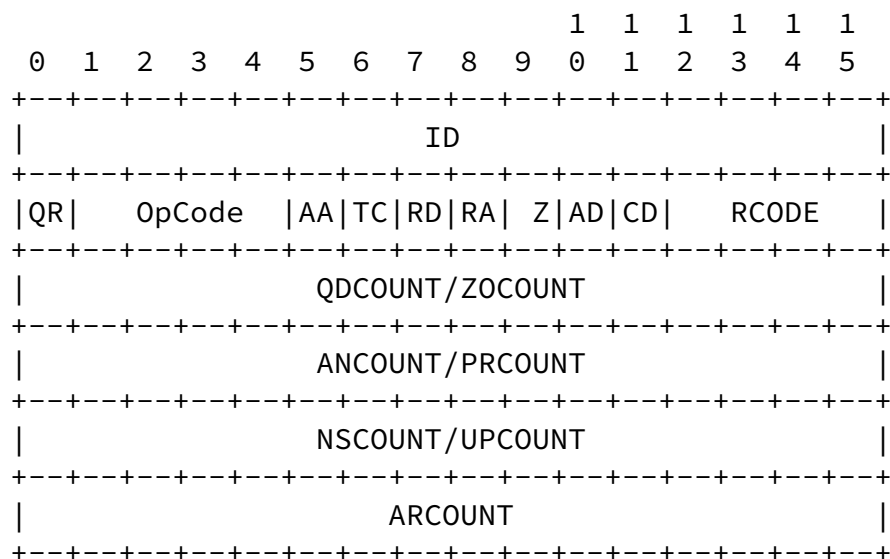 1  1  1  1  1  1
  0  1  2  3  4  5  6  7  8  9  0  1  2  3  4  5
+--+--+--+--+--+--+--+--+--+--+--+--+--+--+--+--+
|                      ID                       |
+--+--+--+--+--+--+--+--+--+--+--+--+--+--+--+--+
|QR|   OpCode  |AA|TC|RD|RA| Z|AD|CD|   RCODE   |
+--+--+--+--+--+--+--+--+--+--+--+--+--+--+--+--+
|                QDCOUNT/ZOCOUNT                |
+--+--+--+--+--+--+--+--+--+--+--+--+--+--+--+--+
|                ANCOUNT/PRCOUNT                |
+--+--+--+--+--+--+--+--+--+--+--+--+--+--+--+--+
|                NSCOUNT/UPCOUNT                |
+--+--+--+--+--+--+--+--+--+--+--+--+--+--+--+--+
|                    ARCOUNT                    |
+--+--+--+--+--+--+--+--+--+--+--+--+--+--+--+--+